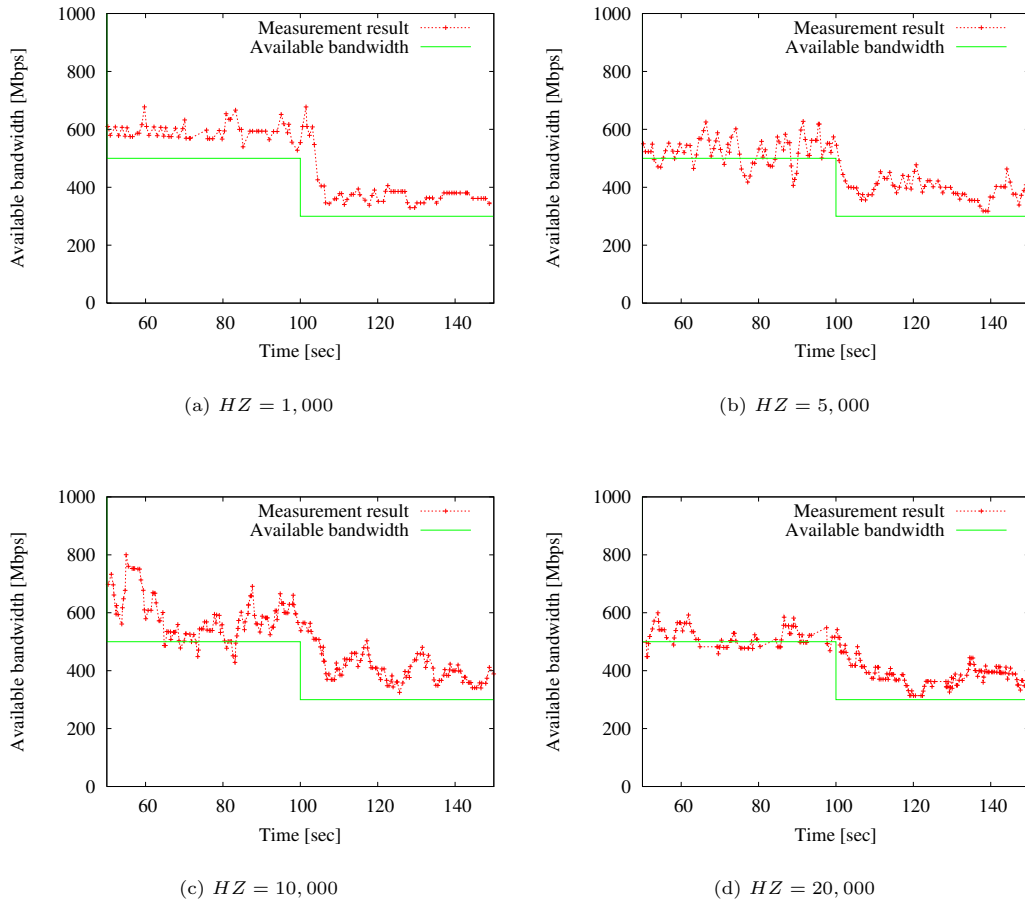 Measurement result
Available bandwidth
Available bandwidth [Mbps]
1000
800
600
400
200
0
60 80 100 120 140
Time [sec]
(a) HZ = 1,000
Measurement result
Available bandwidth
Available bandwidth [Mbps]
1000
800
600
400
200
0
60 80 100 120 140
Time [sec]
(b) HZ = 5,000
Measurement result
Available bandwidth
Available bandwidth [Mbps]
1000
800
600
400
200
0
60 80 100 120 140
Time [sec]
(c) HZ = 10,000
Measurement result
Available bandwidth
Available bandwidth [Mbps]
1000
800
600
400
200
0
60 80 100 120 140
Time [sec]
(d) HZ = 20,000